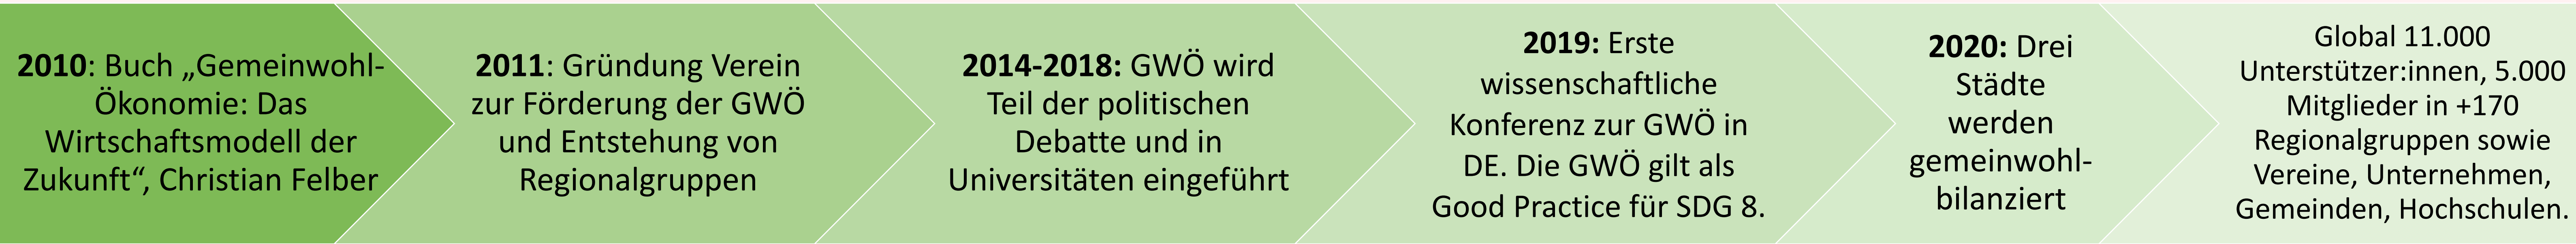 2010: Buch „Gemeinwohl-
Ökonomie: Das
Wirtschaftsmodell der
Zukunft“, Christian Felber
2011: Gründung Verein
zur Förderung der GWÖ
und Entstehung von
Regionalgruppen
2014-2018: GWÖ wird
Teil der politischen
Debatte und in
Universitäten eingeführt
2019: Erste
wissenschaftliche
Konferenz zur GWÖ in
DE. Die GWÖ gilt als
Good Practice für SDG 8.
2020: Drei
Städte
werden
gemeinwohl-
bilanziert
Global 11.000
Unterstützer:innen, 5.000
Mitglieder in +170
Regionalgruppen sowie
Vereine, Unternehmen,
Gemeinden, Hochschulen.